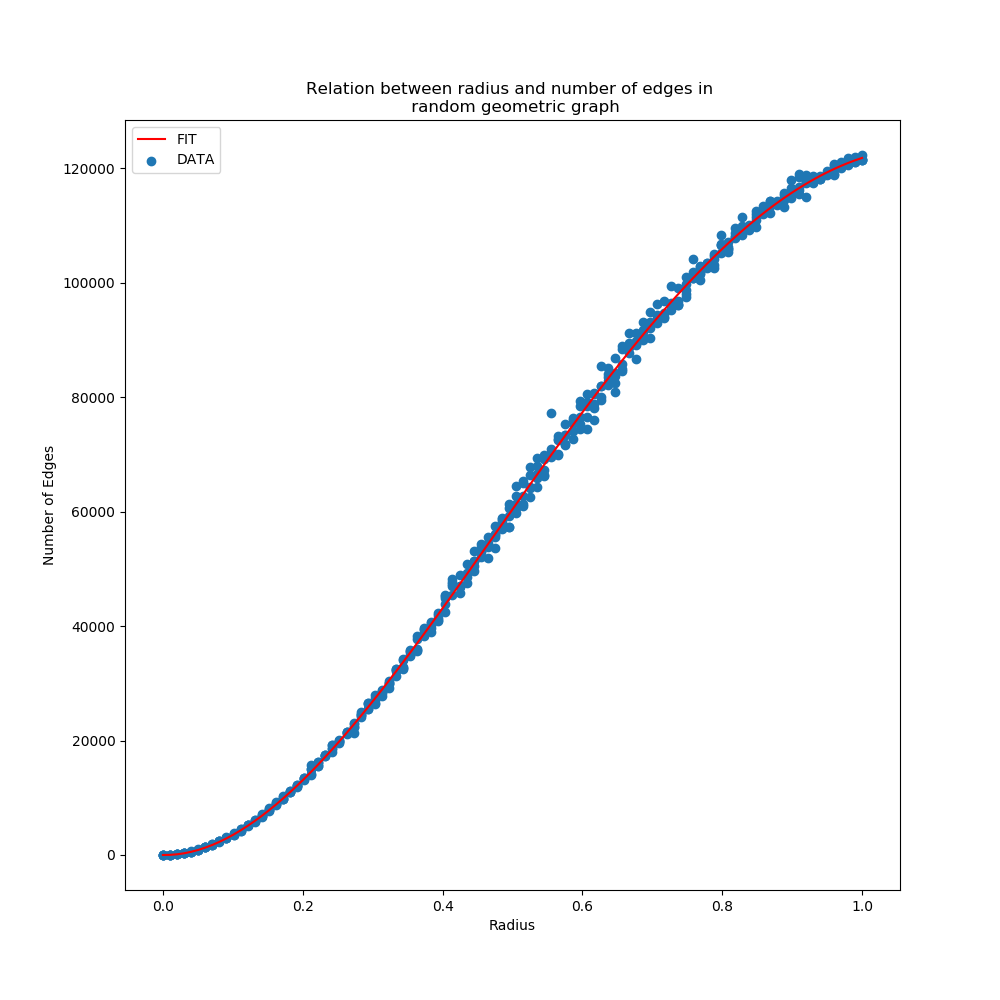 Relation between radius and number of edges in
random geometric graph
FIT
DATA
120000
100000
80000
60000
40000
20000
0
Number of Edges
0.0 0.2 0.4 0.6 0.8 1.0
Radius